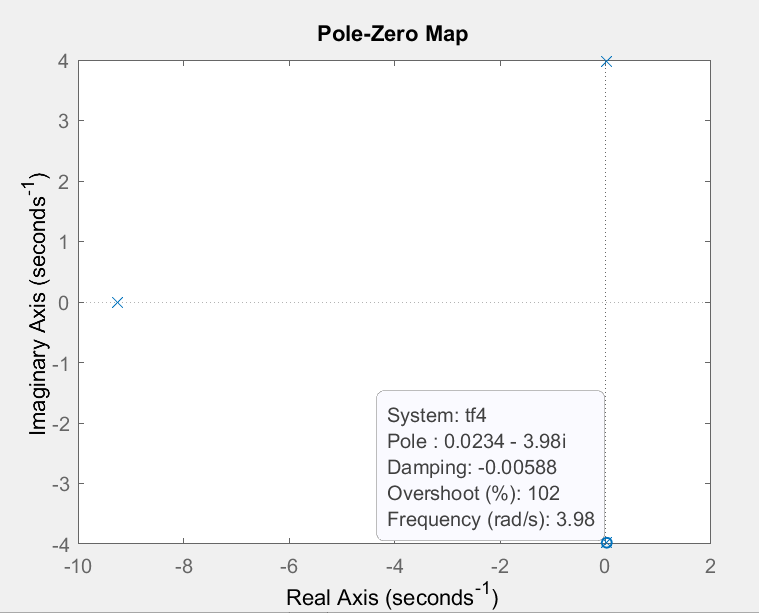 Pole-Zero Map
4
3
2
1
0
-1
-2
-3
-4
Imaginary Axis (seconds⁻¹)
System: tf4
Pole : 0.0234 - 3.98i
Damping: -0.00588
Overshoot (%): 102
Frequency (rad/s): 3.98
-10 -8 -6 -4 -2 0 2
Real Axis (seconds⁻¹)